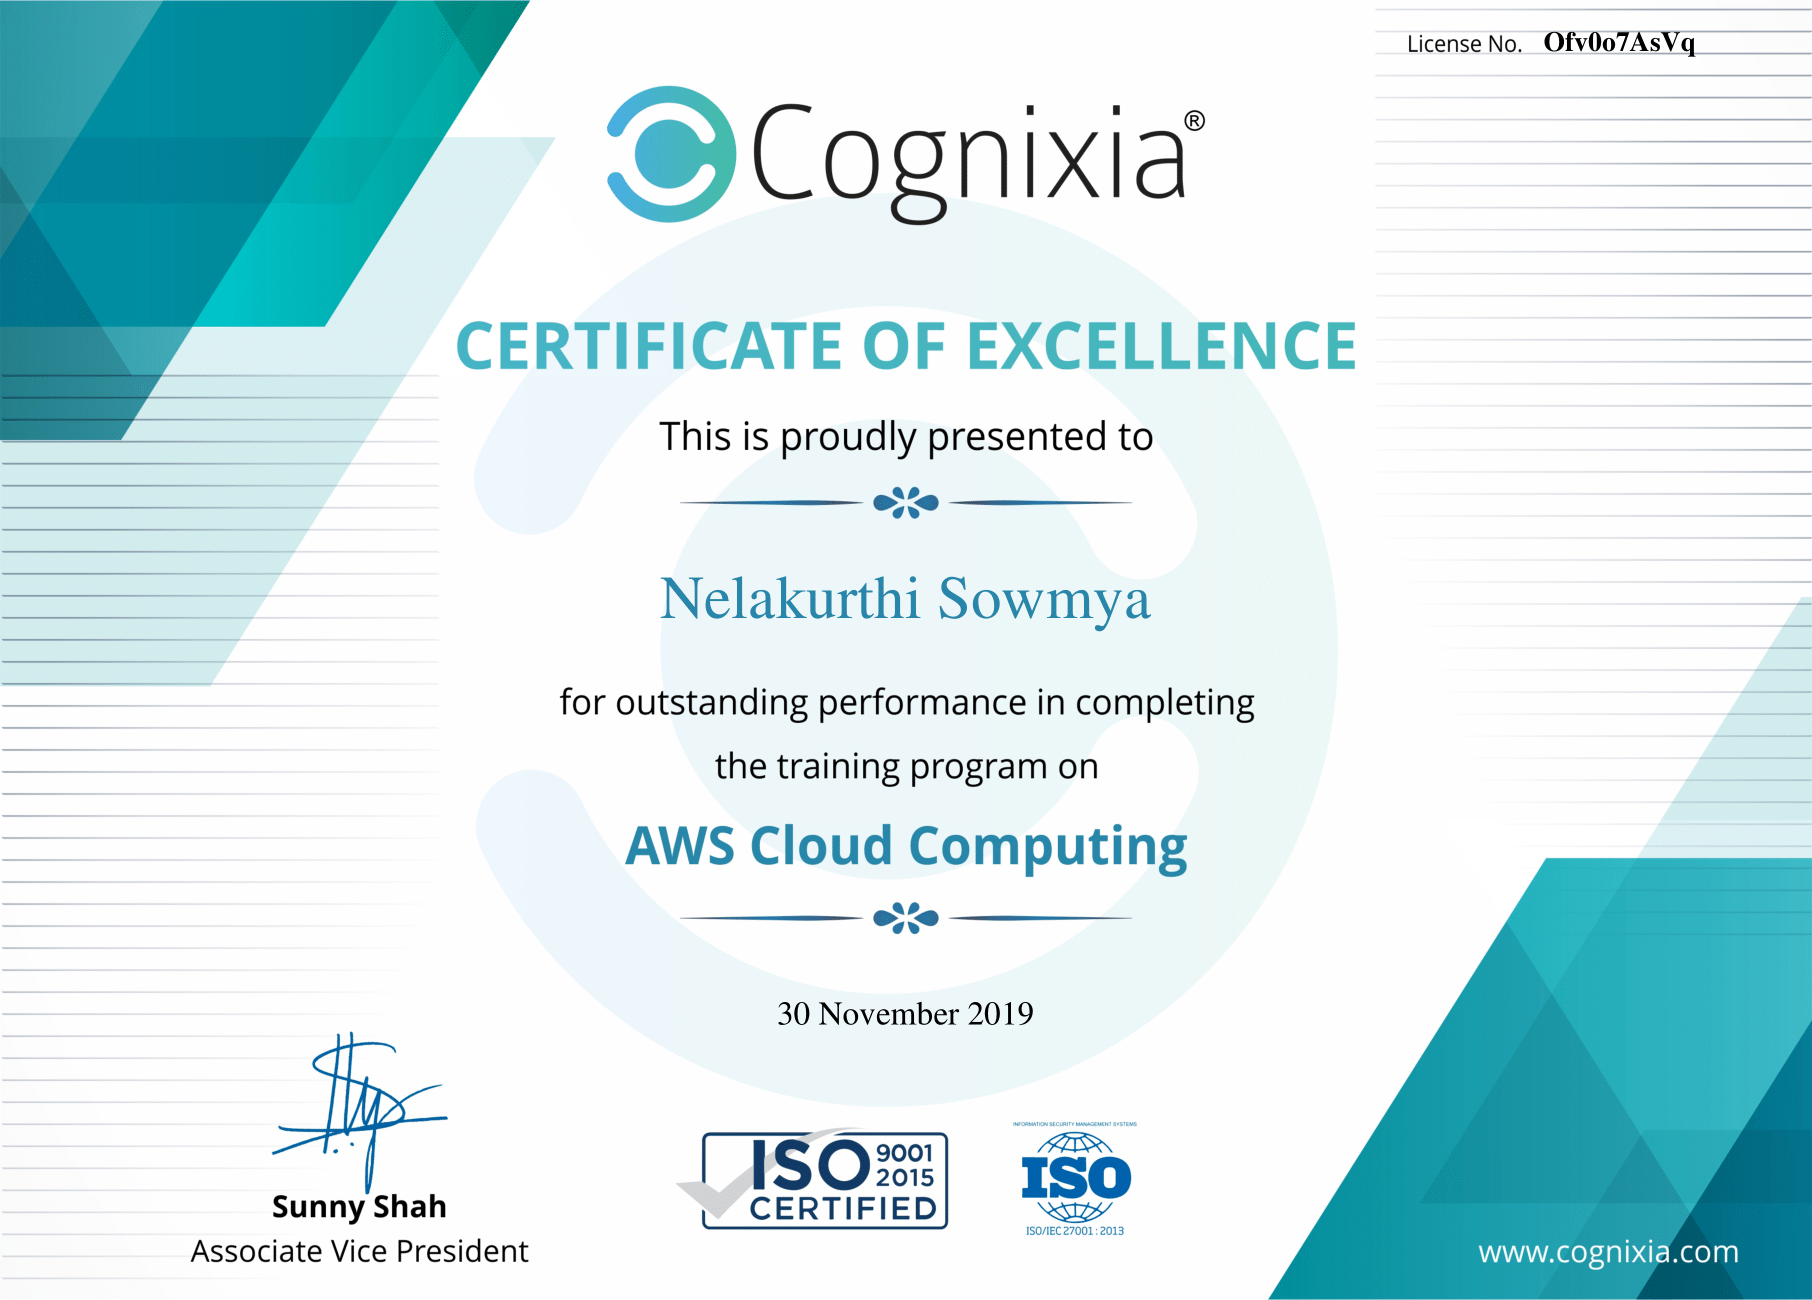 License No. Ofv0o7AsVq
Cognixia®
CERTIFICATE OF EXCELLENCE
This is proudly presented to
Nelakurthi Sowmya
for outstanding performance in completing
the training program on
AWS Cloud Computing
30 November 2019
Sunny Shah
Associate Vice President
ISO 9001
2015
CERTIFIED
INFORMATION SECURITY MANAGEMENT SYSTEMS
ISO
ISO/IEC 27001 : 2013
www.cognixia.com